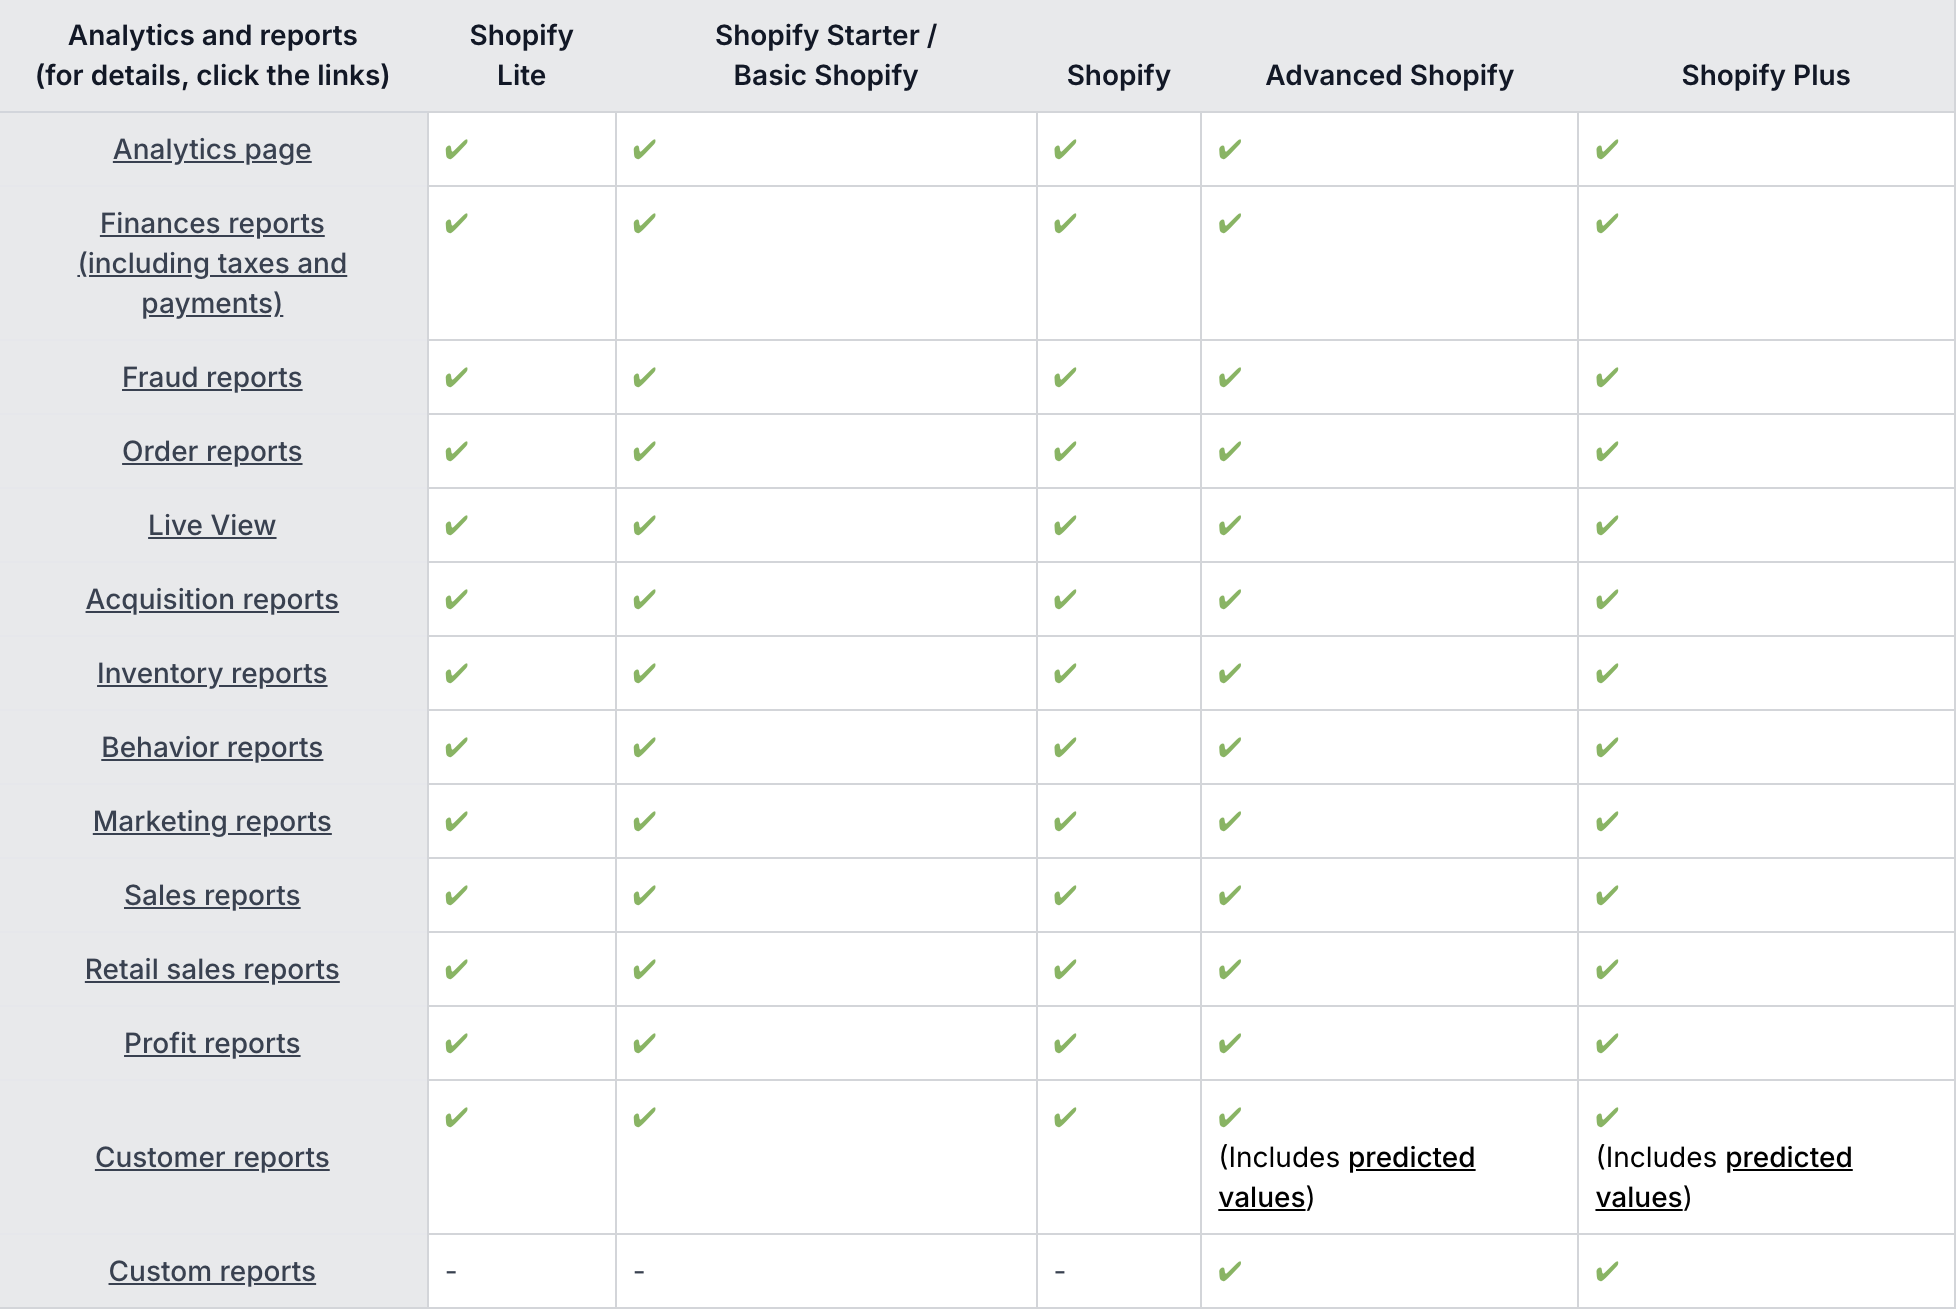 Analytics and reports
(for details, click the links)
Shopify
Lite
Shopify Starter /
Basic Shopify
Shopify
Advanced Shopify
Shopify Plus
Analytics page ✔ ✔ ✔ ✔ ✔
Finances reports ✔ ✔ ✔ ✔ ✔
(including taxes and
payments)
Fraud reports ✔ ✔ ✔ ✔ ✔
Order reports ✔ ✔ ✔ ✔ ✔
Live View ✔ ✔ ✔ ✔ ✔
Acquisition reports ✔ ✔ ✔ ✔ ✔
Inventory reports ✔ ✔ ✔ ✔ ✔
Behavior reports ✔ ✔ ✔ ✔ ✔
Marketing reports ✔ ✔ ✔ ✔ ✔
Sales reports ✔ ✔ ✔ ✔ ✔
Retail sales reports ✔ ✔ ✔ ✔ ✔
Profit reports ✔ ✔ ✔ ✔ ✔
Customer reports ✔ ✔ ✔ ✔
(Includes predicted
values)
✔
(Includes predicted
values)
Custom reports - - - ✔ ✔